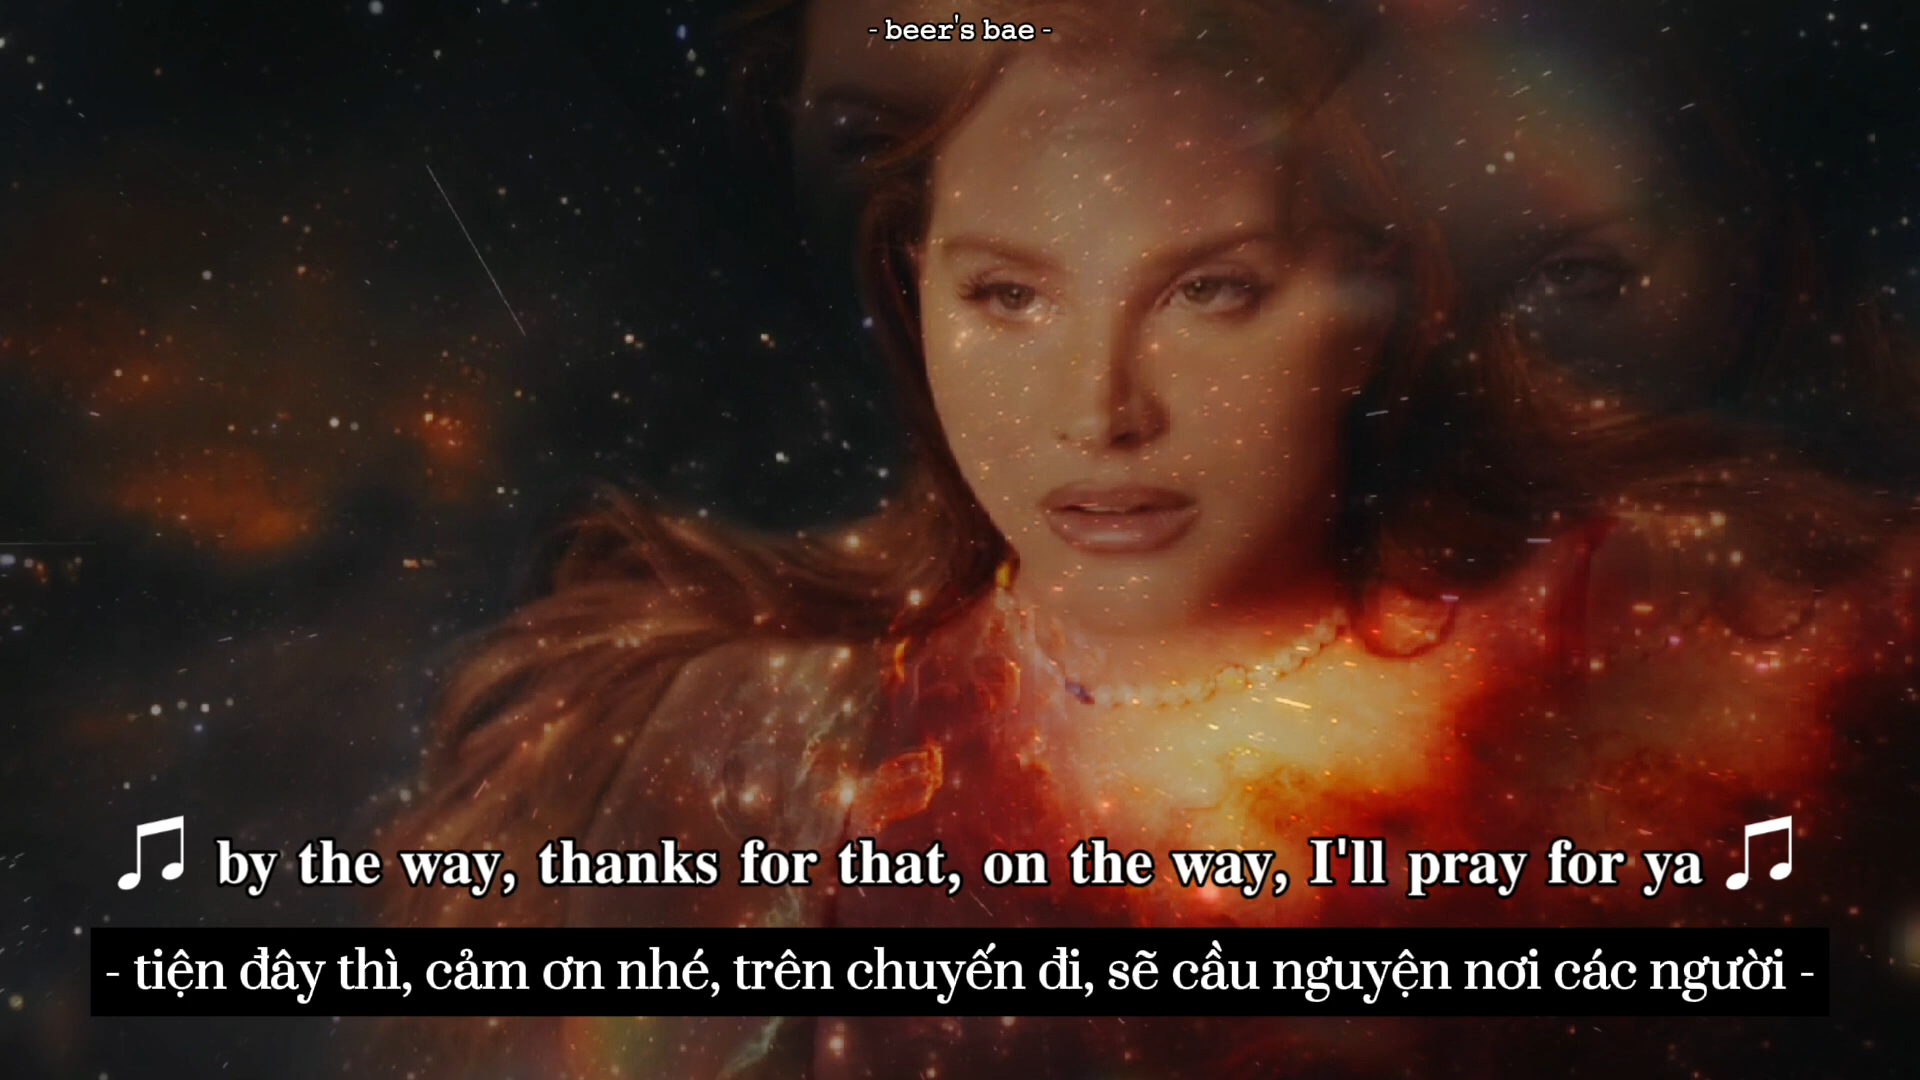 - beer's bae -
by the way, thanks for that, on the way, I'll pray for ya
- tiện đây thì, cảm ơn nhé, trên chuyến đi, sẽ cầu nguyện nơi các người -